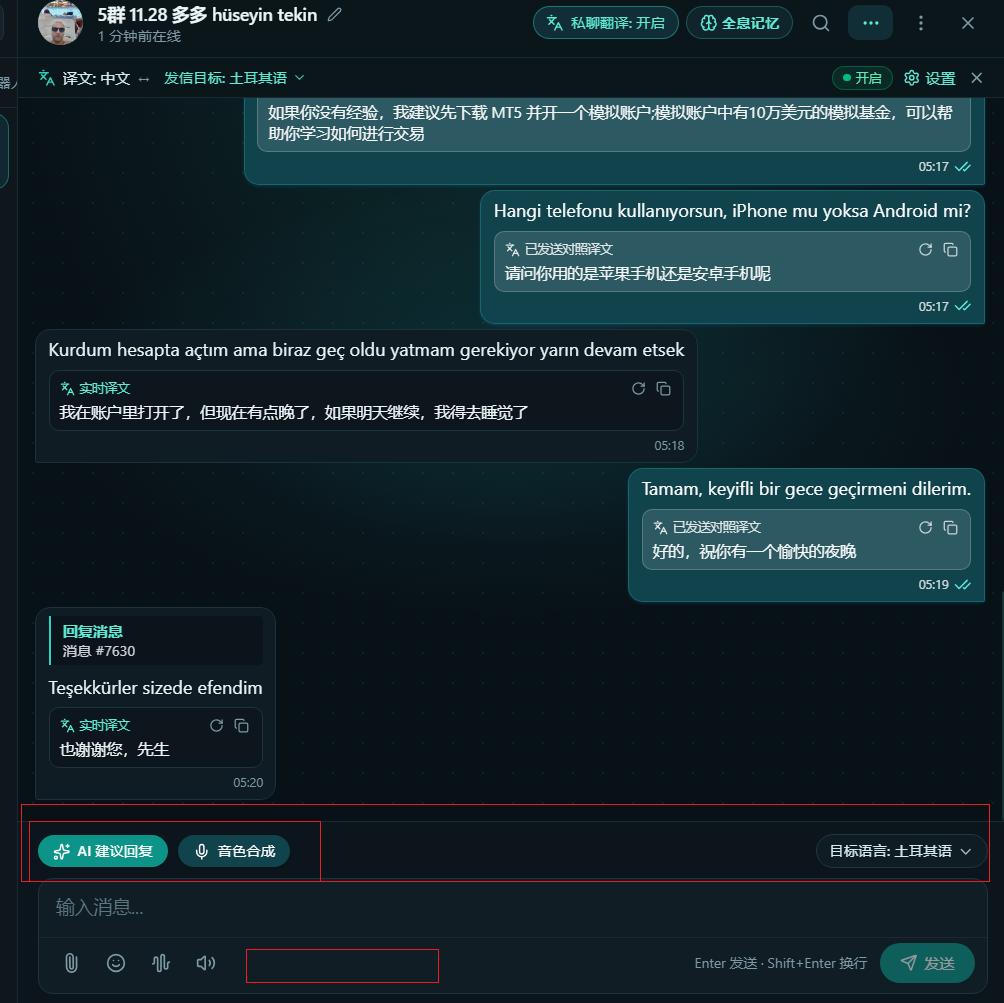 5群 11.28 多多 hüseyin tekin
1 分钟前在线
私聊翻译: 开启
全息记忆
器人
译文: 中文 ↔ 发信目标: 土耳其语
开启
设置
如果你没有经验，我建议先下载 MT5 并开一个模拟账户;模拟账户中有10万美元的模拟基金，可以帮
助你学习如何进行交易
05:17
Hangi telefonu kullanıyorsun, iPhone mu yoksa Android mi?
已发送对照译文
请问你用的是苹果手机还是安卓手机呢
05:17
Kurdum hesapta açtım ama biraz geç oldu yatmam gerekiyor yarın devam etsek
实时译文
我在账户里打开了，但现在有点晚了，如果明天继续，我得去睡觉了
05:18
Tamam, keyifli bir gece geçirmeni dilerim.
已发送对照译文
好的，祝你有一个愉快的夜晚
05:19
回复消息
消息 #7630
Teşekkürler sizede efendim
实时译文
也谢谢您，先生
05:20
AI 建议回复
音色合成
目标语言: 土耳其语
输入消息...
Enter 发送 · Shift+Enter 换行
发送